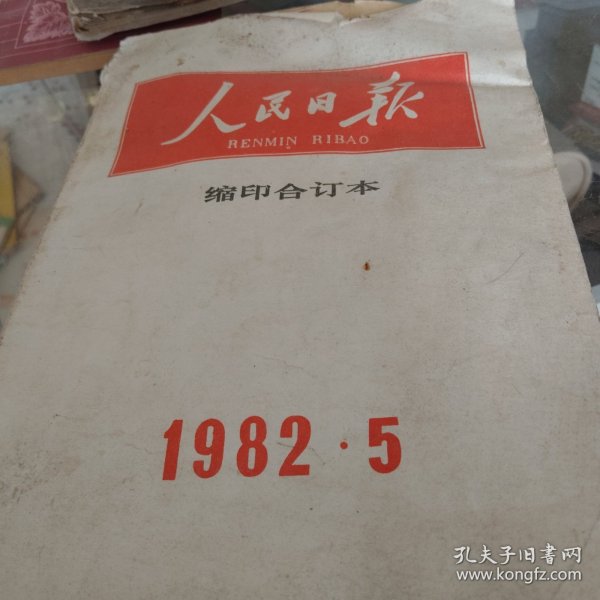 人民日报
RENMIN RIBAO
缩印合订本
1982·5
孔夫子旧書网
www.kongfz.com